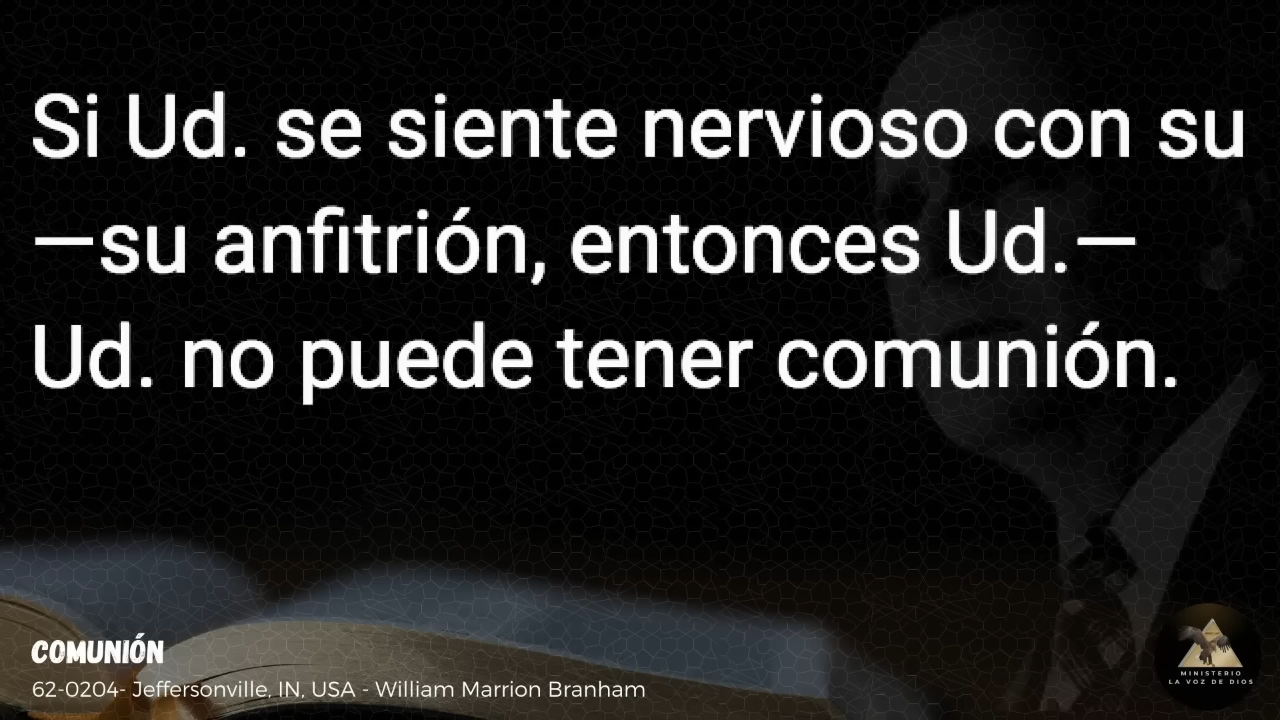 Si Ud. se siente nervioso con su
—su anfitrión, entonces Ud.—
Ud. no puede tener comunión.
COMUNIÓN
62-0204- Jeffersonville, IN, USA - William Marrion Branham
MINISTERIO
LA VOZ DE DIOS